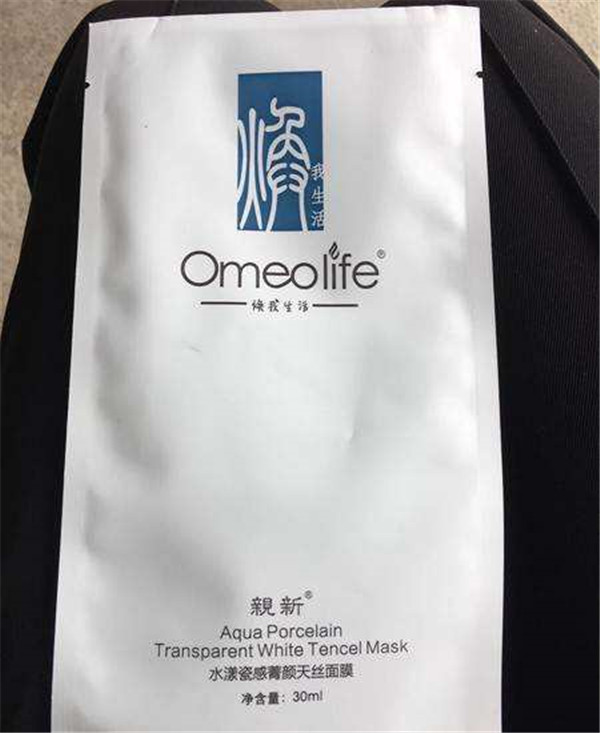 焕
我生活
Omeolife®
焕我生活
親新®
Aqua Porcelain
Transparent White Tencel Mask
水漾瓷感菁颜天丝面膜
净含量：30ml